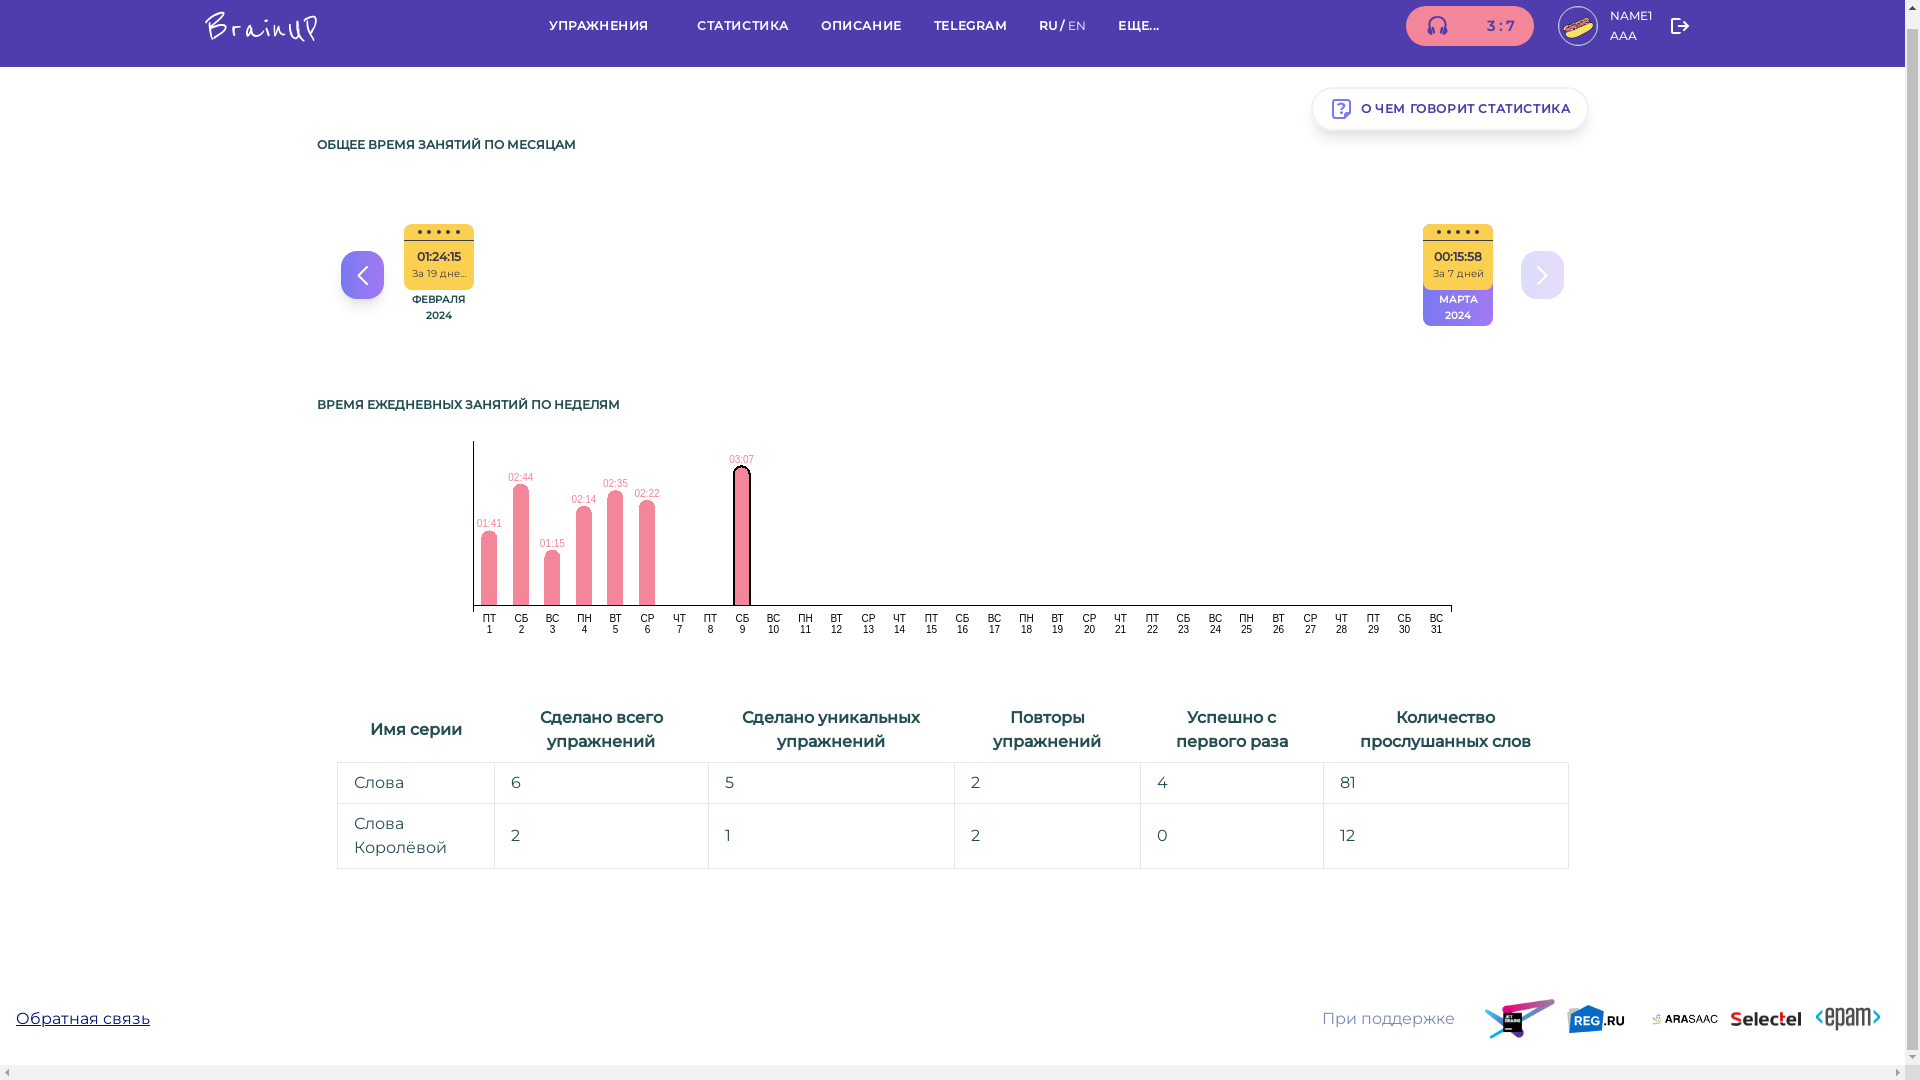 BrainUP
УПРАЖНЕНИЯ СТАТИСТИКА ОПИСАНИЕ TELEGRAM RU / EN ЕЩЕ... 3 : 7 NAME1
AAA
О ЧЕМ ГОВОРИТ СТАТИСТИКА
ОБЩЕЕ ВРЕМЯ ЗАНЯТИЙ ПО МЕСЯЦАМ
01:24:15
За 19 дне...
ФЕВРАЛЯ
2024
00:15:58
За 7 дней
МАРТА
2024
ВРЕМЯ ЕЖЕДНЕВНЫХ ЗАНЯТИЙ ПО НЕДЕЛЯМ
01:41 02:44 01:15 02:14 02:35 02:22 03:07
ПТ СБ ВС ПН ВТ СР ЧТ ПТ СБ ВС ПН ВТ СР ЧТ ПТ СБ ВС ПН ВТ СР ЧТ ПТ СБ ВС ПН ВТ СР ЧТ ПТ СБ ВС
1 2 3 4 5 6 7 8 9 10 11 12 13 14 15 16 17 18 19 20 21 22 23 24 25 26 27 28 29 30 31
Имя серии
Сделано всего
упражнений
Сделано уникальных
упражнений
Повторы
упражнений
Успешно с
первого раза
Количество
прослушанных слов
Слова 6 5 2 4 81
Слова
Королёвой 2 1 2 0 12
Обратная связь
При поддержке
JET
BRAINS
REG.RU
ARASAAC
Selectel
<epam>